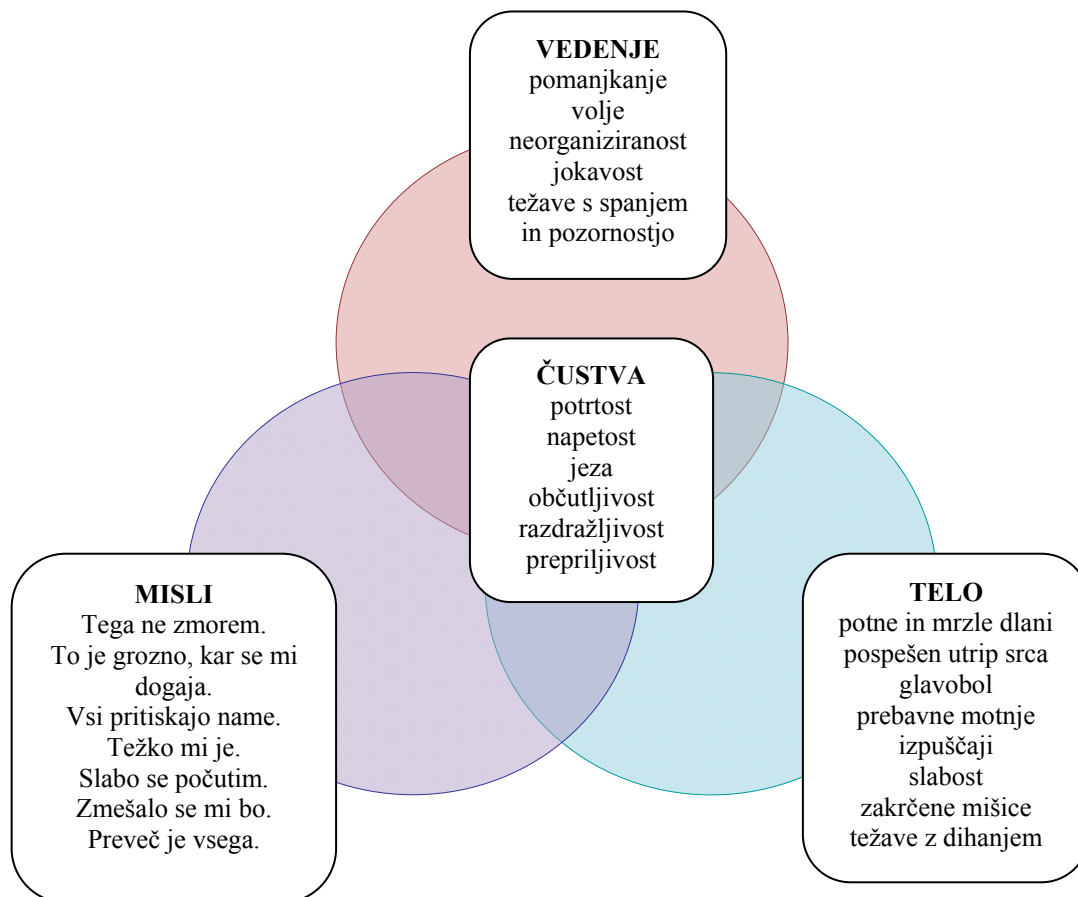 VEDENJE
pomanjkanje
volje
neorganiziranost
jokavost
težave s spanjem
in pozornostjo
ČUSTVA
potrtost
napetost
jeza
občutljivost
razdražljivost
prepriljivost
MISLI
Tega ne zmorem.
To je grozno, kar se mi
dogaja.
Vsi pritiskajo name.
Težko mi je.
Slabo se počutim.
Zmešalo se mi bo.
Preveč je vsega.
TELO
potne in mrzle dlani
pospešen utrip srca
glavobol
prebavne motnje
izpuščaji
slabost
zakrčene mišice
težave z dihanjem